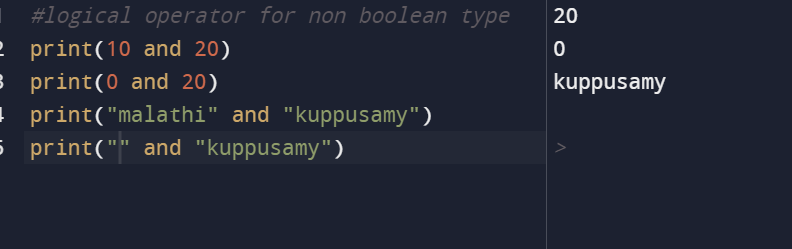 1 #logical operator for non boolean type
2 print(10 and 20)
3 print(0 and 20)
4 print("malathi" and "kuppusamy")
5 print("" and "kuppusamy")
20
0
kuppusamy
>